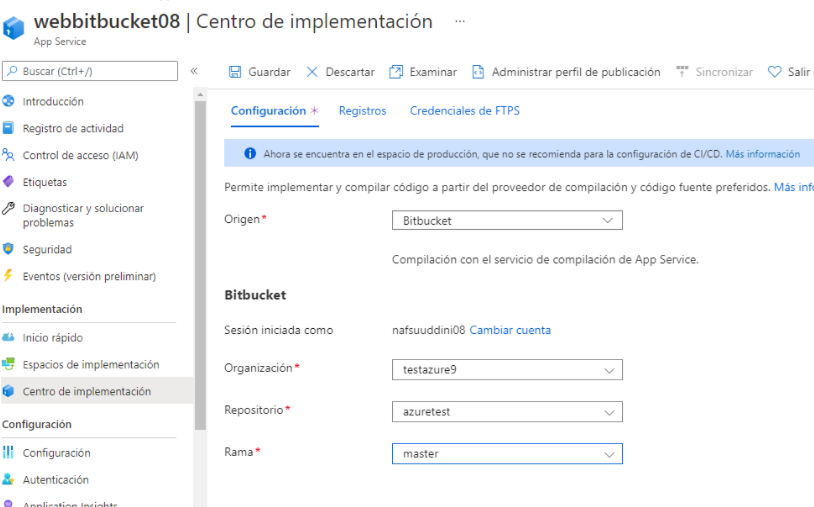 webbitbucket08 | Centro de implementación ...
App Service
Buscar (Ctrl+/)
«
Guardar Descartar Examinar Administrar perfil de publicación Sincronizar Salir
Introducción
Registro de actividad
Control de acceso (IAM)
Etiquetas
Diagnosticar y solucionar
problemas
Seguridad
Eventos (versión preliminar)
Implementación
Inicio rápido
Espacios de implementación
Centro de implementación
Configuración
Configuración
Autenticación
Application Insights
Configuración * Registros Credenciales de FTPS
Ahora se encuentra en el espacio de producción, que no se recomienda para la configuración de CI/CD. Más información
Permite implementar y compilar código a partir del proveedor de compilación y código fuente preferidos. Más info
Origen * Bitbucket
Compilación con el servicio de compilación de App Service.
Bitbucket
Sesión iniciada como nafsuuddini08 Cambiar cuenta
Organización * testazure9
Repositorio * azuretest
Rama * master